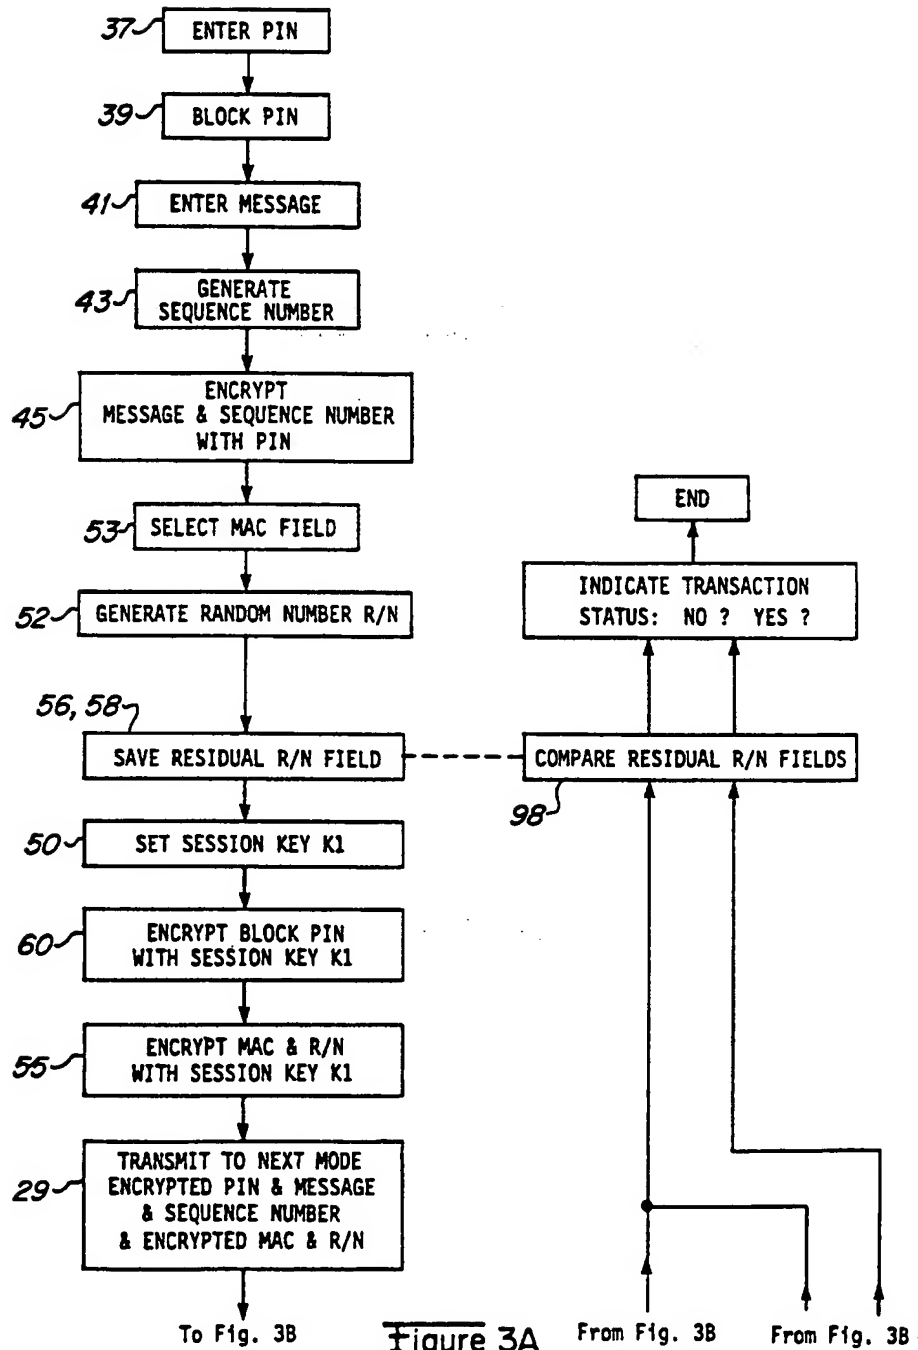 37
ENTER PIN
39
BLOCK PIN
41
ENTER MESSAGE
43
GENERATE
SEQUENCE NUMBER
45
ENCRYPT
MESSAGE & SEQUENCE NUMBER
WITH PIN
53
SELECT MAC FIELD
52
GENERATE RANDOM NUMBER R/N
56, 58
SAVE RESIDUAL R/N FIELD
50
SET SESSION KEY K1
60
ENCRYPT BLOCK PIN
WITH SESSION KEY K1
55
ENCRYPT MAC & R/N
WITH SESSION KEY K1
29
TRANSMIT TO NEXT MODE
ENCRYPTED PIN & MESSAGE
& SEQUENCE NUMBER
& ENCRYPTED MAC & R/N
To Fig. 3B
END
INDICATE TRANSACTION
STATUS: NO ? YES ?
COMPARE RESIDUAL R/N FIELDS
98
From Fig. 3B
From Fig. 3B
Figure 3A